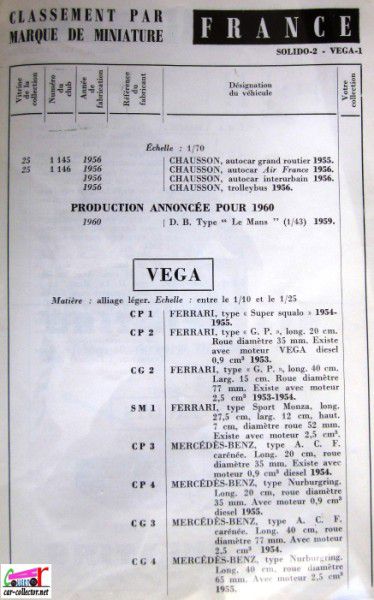 CLASSEMENT PAR
MARQUE DE MINIATURE
FRANCE
SOLIDO-2 - VEGA-1
Vitrine de la collection
Numéro du club
Année de fabrication
Référence du fabricant
Désignation du véhicule
Votre collection
Échelle : 1/70
25 1 145 1956 CHAUSSON, autocar grand routier 1955.
25 1 146 1956 CHAUSSON, autocar Air France 1956.
1956 CHAUSSON, autocar interurbain 1956.
1956 CHAUSSON, trolleybus 1956.
PRODUCTION ANNONCÉE POUR 1960
1960 D. B. Type “ Le Mans ” (1/43) 1959.
VEGA
Matière : alliage léger. Echelle : entre le 1/10 et le 1/25
CP 1 FERRARI, type « Super squalo » 1954-
1955.
CP 2 FERRARI, type « G. P. », long. 20 cm.
Roue diamètre 35 mm. Existe
avec moteur VEGA diesel
0,9 cm³ 1953.
CG 2 FERRARI, type « G. P. », long. 40 cm.
Larg. 15 cm. Roue diamètre
77 mm. Existe avec moteur
2,5 cm³ 1953-1954.
SM 1 FERRARI, type Sport Monza, long.
27,5 cm, larg. 12 cm, haut.
7 cm, diamètre roue 52 mm.
Existe avec moteur 2,5 cm³.
CP 3 MERCÉDÈS-BENZ, type A. C. F.
carénée. Long. 20 cm, roue
diamètre 35 mm. Existe avec
moteur 0,9 cm³ diesel 1954.
CP 4 MERCÉDÈS-BENZ, type Nurburgring.
Long. 20 cm, roue diamètre
35 mm. Avec moteur 0,9 cm³
diesel 1955.
CG 3 MERCÉDÈS-BENZ, type A. C. F.
carénée. Long. 40 cm, roue
diamètre 77 mm. Avec moteur
2,5 cm³ 1954.
CG 4 MERCÉDÈS-BENZ, type Nurburgring.
Long. 40 cm, roue diamètre
65 mm. Avec moteur 2,5 cm³
1955.
car-collector.net